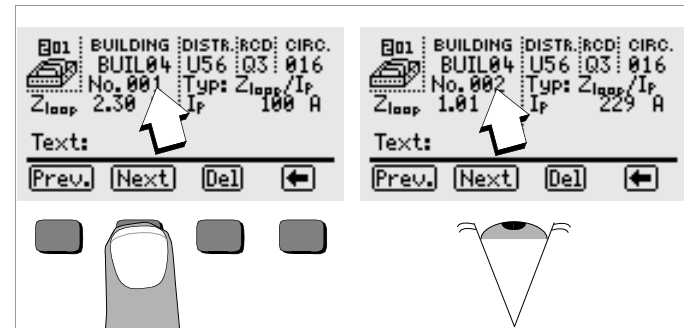 201 BUILDING DISTR. RCD CIRC.
BUIL04 U56 Q3 016
No. 001 Typ: Zloop/IP
Zloop 2.30 IP 100 A
Text:
Prev. Next Del
201 BUILDING DISTR. RCD CIRC.
BUIL04 U56 Q3 016
No. 002 Typ: Zloop/IP
Zloop 1.01 IP 229 A
Text:
Prev. Next Del